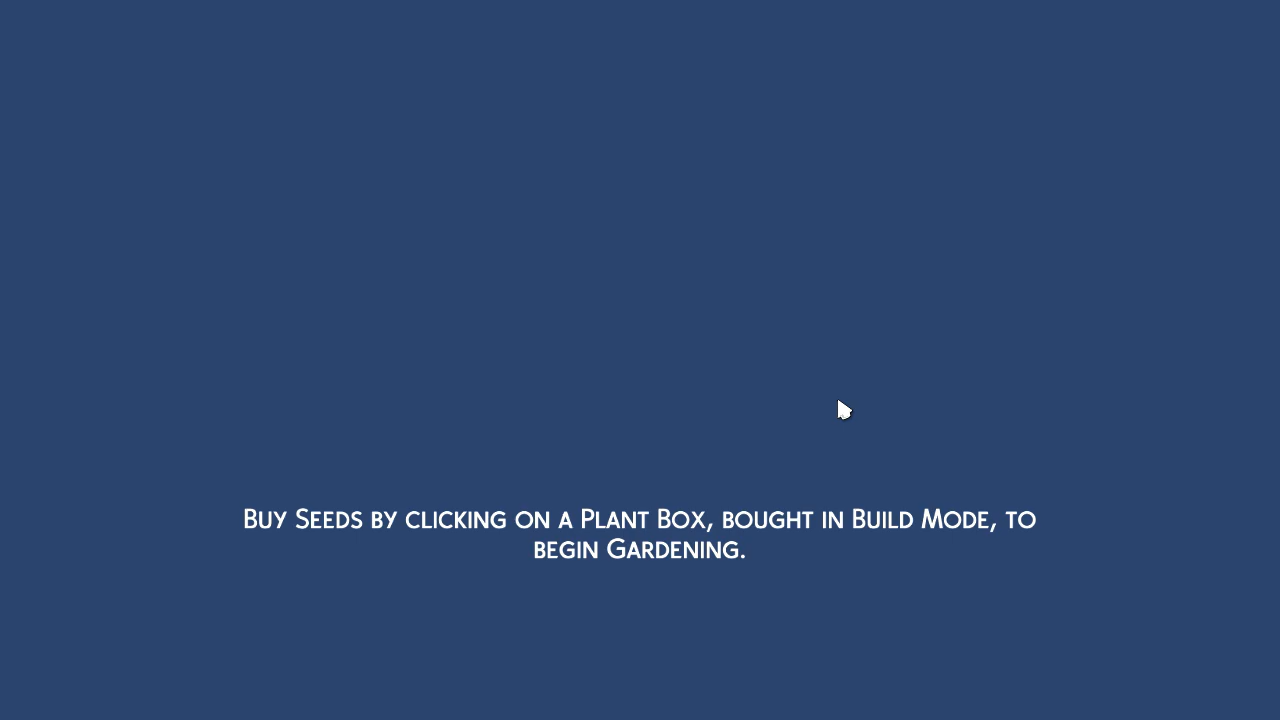 Buy Seeds by clicking on a Plant Box, bought in Build Mode, to
begin Gardening.